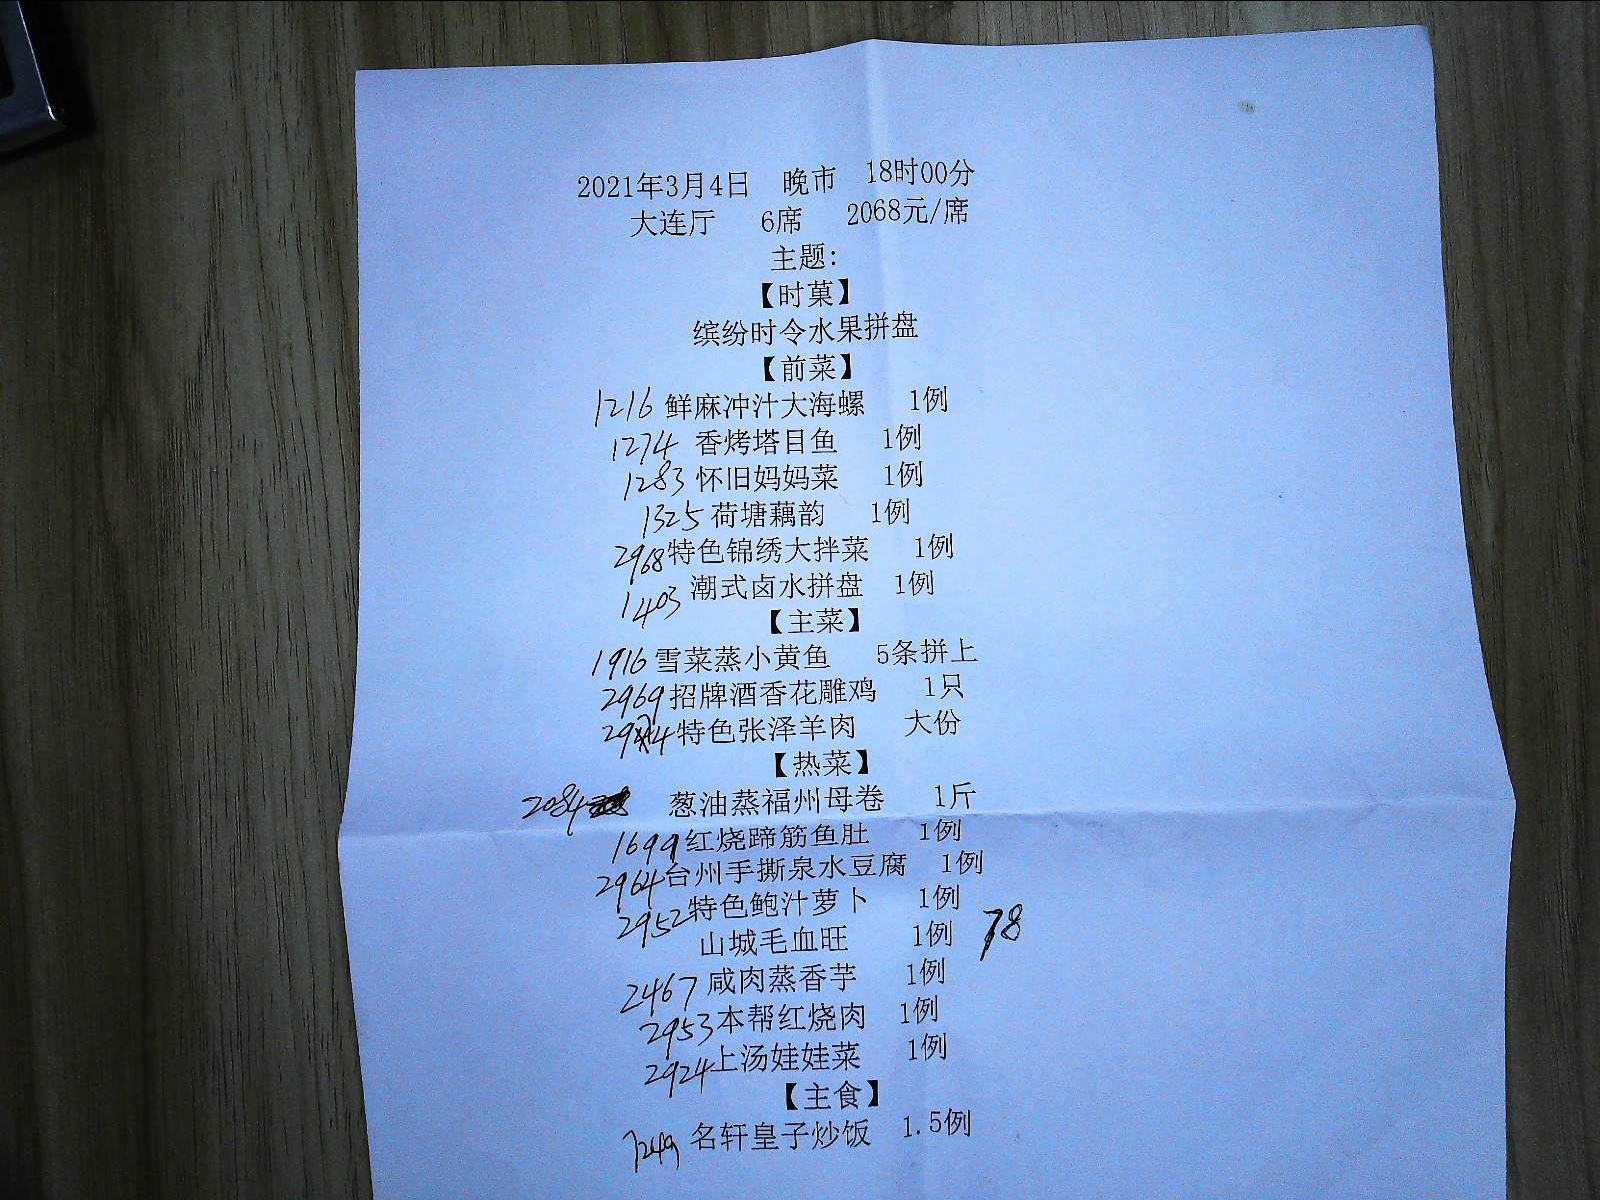 2021年3月4日 晚市 18时00分
大连厅 6席 2068元/席
主题:
【时菓】
缤纷时令水果拼盘
【前菜】
1216 鲜麻冲汁大海螺 1例
1274 香烤塔目鱼 1例
1283 怀旧妈妈菜 1例
1325 荷塘藕韵 1例
2968 特色锦绣大拌菜 1例
1403 潮式卤水拼盘 1例
【主菜】
1916 雪菜蒸小黄鱼 5条拼上
2969 招牌酒香花雕鸡 1只
特色张泽羊肉 大份
【热菜】
2084 葱油蒸福州母卷 1斤
1699 红烧蹄筋鱼肚 1例
2964 台州手撕泉水豆腐 1例
2952 特色鲍汁萝卜 1例
山城毛血旺 1例 78
2467 咸肉蒸香芋 1例
2953 本帮红烧肉 1例
2924 上汤娃娃菜 1例
【主食】
7249 名轩皇子炒饭 1.5例